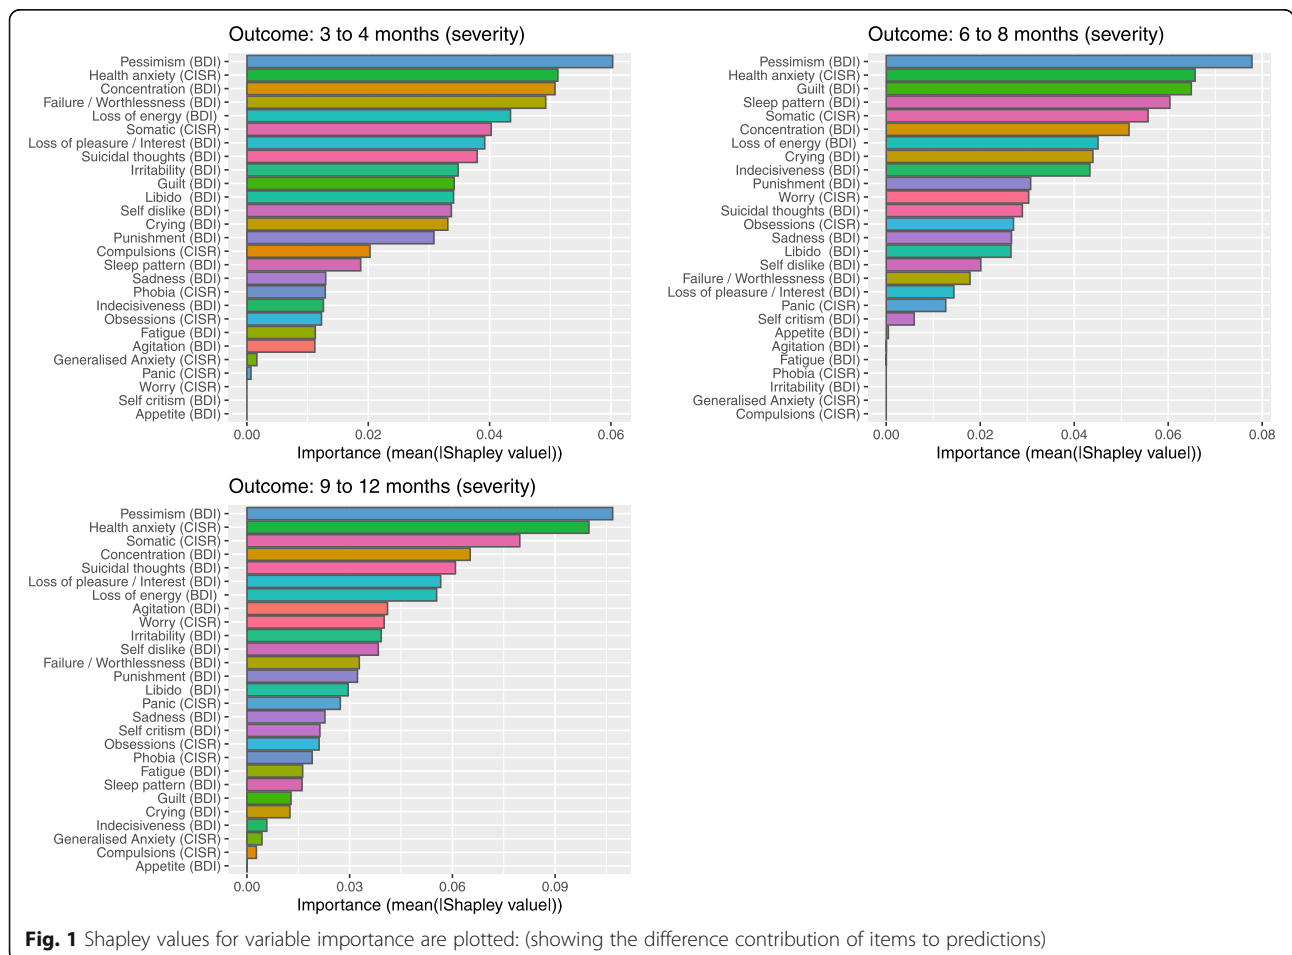 Outcome: 3 to 4 months (severity)
Pessimism (BDI)
Health anxiety (CISR)
Concentration (BDI)
Failure / Worthlessness (BDI)
Loss of energy (BDI)
Somatic (CISR)
Loss of pleasure / Interest (BDI)
Suicidal thoughts (BDI)
Irritability (BDI)
Guilt (BDI)
Libido (BDI)
Self dislike (BDI)
Crying (BDI)
Punishment (BDI)
Compulsions (CISR)
Sleep pattern (BDI)
Sadness (BDI)
Phobia (CISR)
Indecisiveness (BDI)
Obsessions (CISR)
Fatigue (BDI)
Agitation (BDI)
Generalised Anxiety (CISR)
Panic (CISR)
Worry (CISR)
Self critism (BDI)
Appetite (BDI)
0.00 0.02 0.04 0.06
Importance (mean(|Shapley value|))
Outcome: 6 to 8 months (severity)
Pessimism (BDI)
Health anxiety (CISR)
Guilt (BDI)
Sleep pattern (BDI)
Somatic (CISR)
Concentration (BDI)
Loss of energy (BDI)
Crying (BDI)
Indecisiveness (BDI)
Punishment (BDI)
Worry (CISR)
Suicidal thoughts (BDI)
Obsessions (CISR)
Sadness (BDI)
Libido (BDI)
Self dislike (BDI)
Failure / Worthlessness (BDI)
Loss of pleasure / Interest (BDI)
Panic (CISR)
Self critism (BDI)
Appetite (BDI)
Agitation (BDI)
Fatigue (BDI)
Phobia (CISR)
Irritability (BDI)
Generalised Anxiety (CISR)
Compulsions (CISR)
0.00 0.02 0.04 0.06 0.08
Importance (mean(|Shapley value|))
Outcome: 9 to 12 months (severity)
Pessimism (BDI)
Health anxiety (CISR)
Somatic (CISR)
Concentration (BDI)
Suicidal thoughts (BDI)
Loss of pleasure / Interest (BDI)
Loss of energy (BDI)
Agitation (BDI)
Worry (CISR)
Irritability (BDI)
Self dislike (BDI)
Failure / Worthlessness (BDI)
Punishment (BDI)
Libido (BDI)
Panic (CISR)
Sadness (BDI)
Self critism (BDI)
Obsessions (CISR)
Phobia (CISR)
Fatigue (BDI)
Sleep pattern (BDI)
Guilt (BDI)
Crying (BDI)
Indecisiveness (BDI)
Generalised Anxiety (CISR)
Compulsions (CISR)
Appetite (BDI)
0.00 0.03 0.06 0.09
Importance (mean(|Shapley value|))
Fig. 1 Shapley values for variable importance are plotted: (showing the difference contribution of items to predictions)